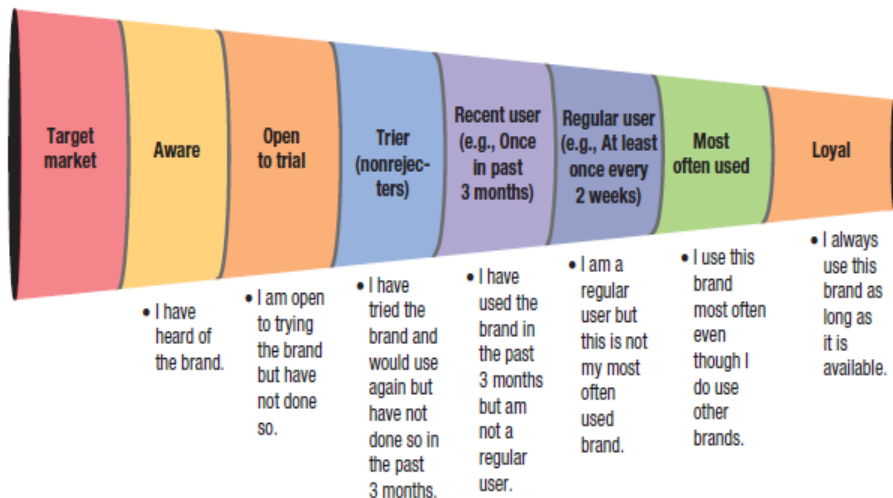 Target
market
Aware
Open
to trial
Trier
(nonrejec-
ters)
Recent user
(e.g., Once
in past
3 months)
Regular user
(e.g., At least
once every
2 weeks)
Most
often used
Loyal
• I have
heard of
the brand.
• I am open
to trying
the brand
but have
not done
so.
• I have
tried the
brand and
would use
again but
have not
done so in
the past
3 months.
• I have
used the
brand in
the past
3 months
but am
not a
regular
user.
• I am a
regular
user but
this is not
my most
often
used
brand.
• I use this
brand
most often
even
though I
do use
other
brands.
• I always
use this
brand as
long as
it is
available.